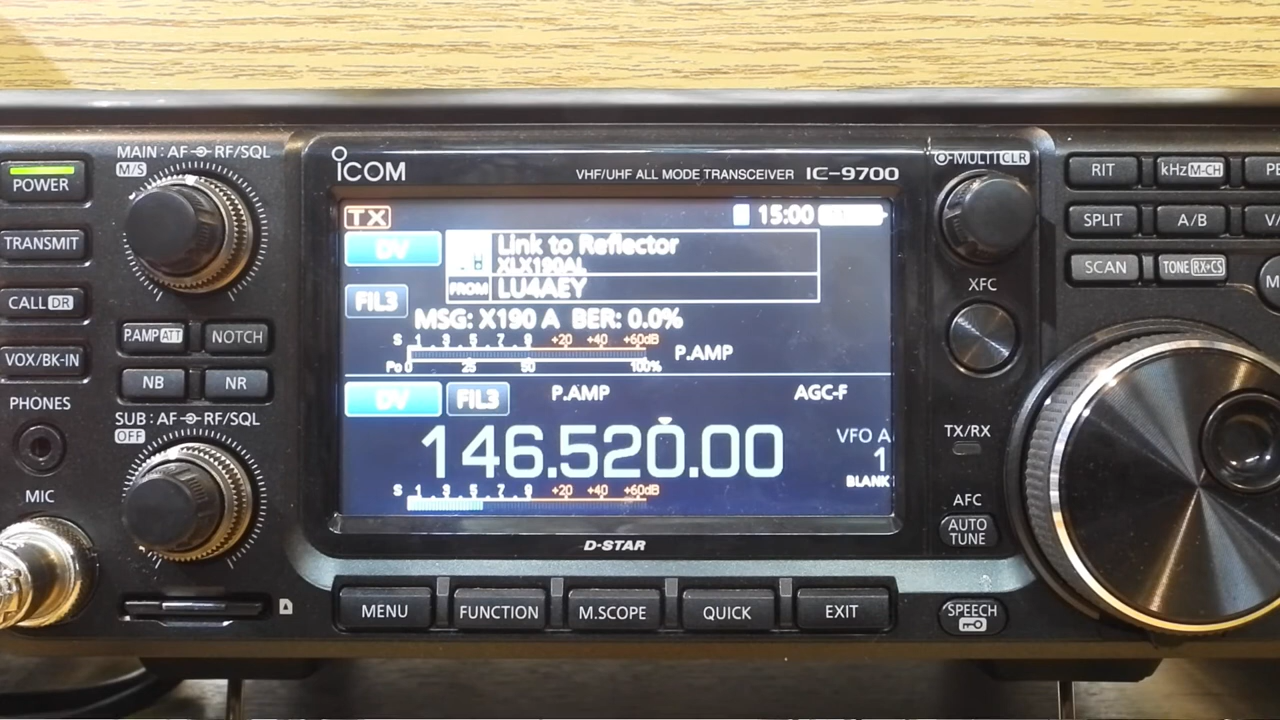 MAIN : AF RF/SQL
M/S
POWER
TRANSMIT
CALL DR
VOX/BK-IN
PHONES
MIC
P.AMP ATT
NOTCH
NB
NR
SUB : AF RF/SQL
OFF
ICOM
VHF/UHF ALL MODE TRANSCEIVER IC-9700
TX
15:00
DV
Link to Reflector
XLX190AL
FIL3
FROM
LU4AEY
MSG: X190 A BER: 0.0%
S 1 . 3 . 5 . 7 . 9 +20 +40 +60dB
P.AMP
Po 0 25 50 100%
DV
FIL3
P.AMP
AGC-F
146.520.00
VFO A
1
BLANK
S 1 . 3 . 5 . 7 . 9 +20 +40 +60dB
D-STAR
MENU
FUNCTION
M.SCOPE
QUICK
EXIT
MULTI CLR
XFC
TX/RX
AFC
AUTO
TUNE
SPEECH
RIT
kHz M-CH
SPLIT
A/B
SCAN
TONE RX→CS